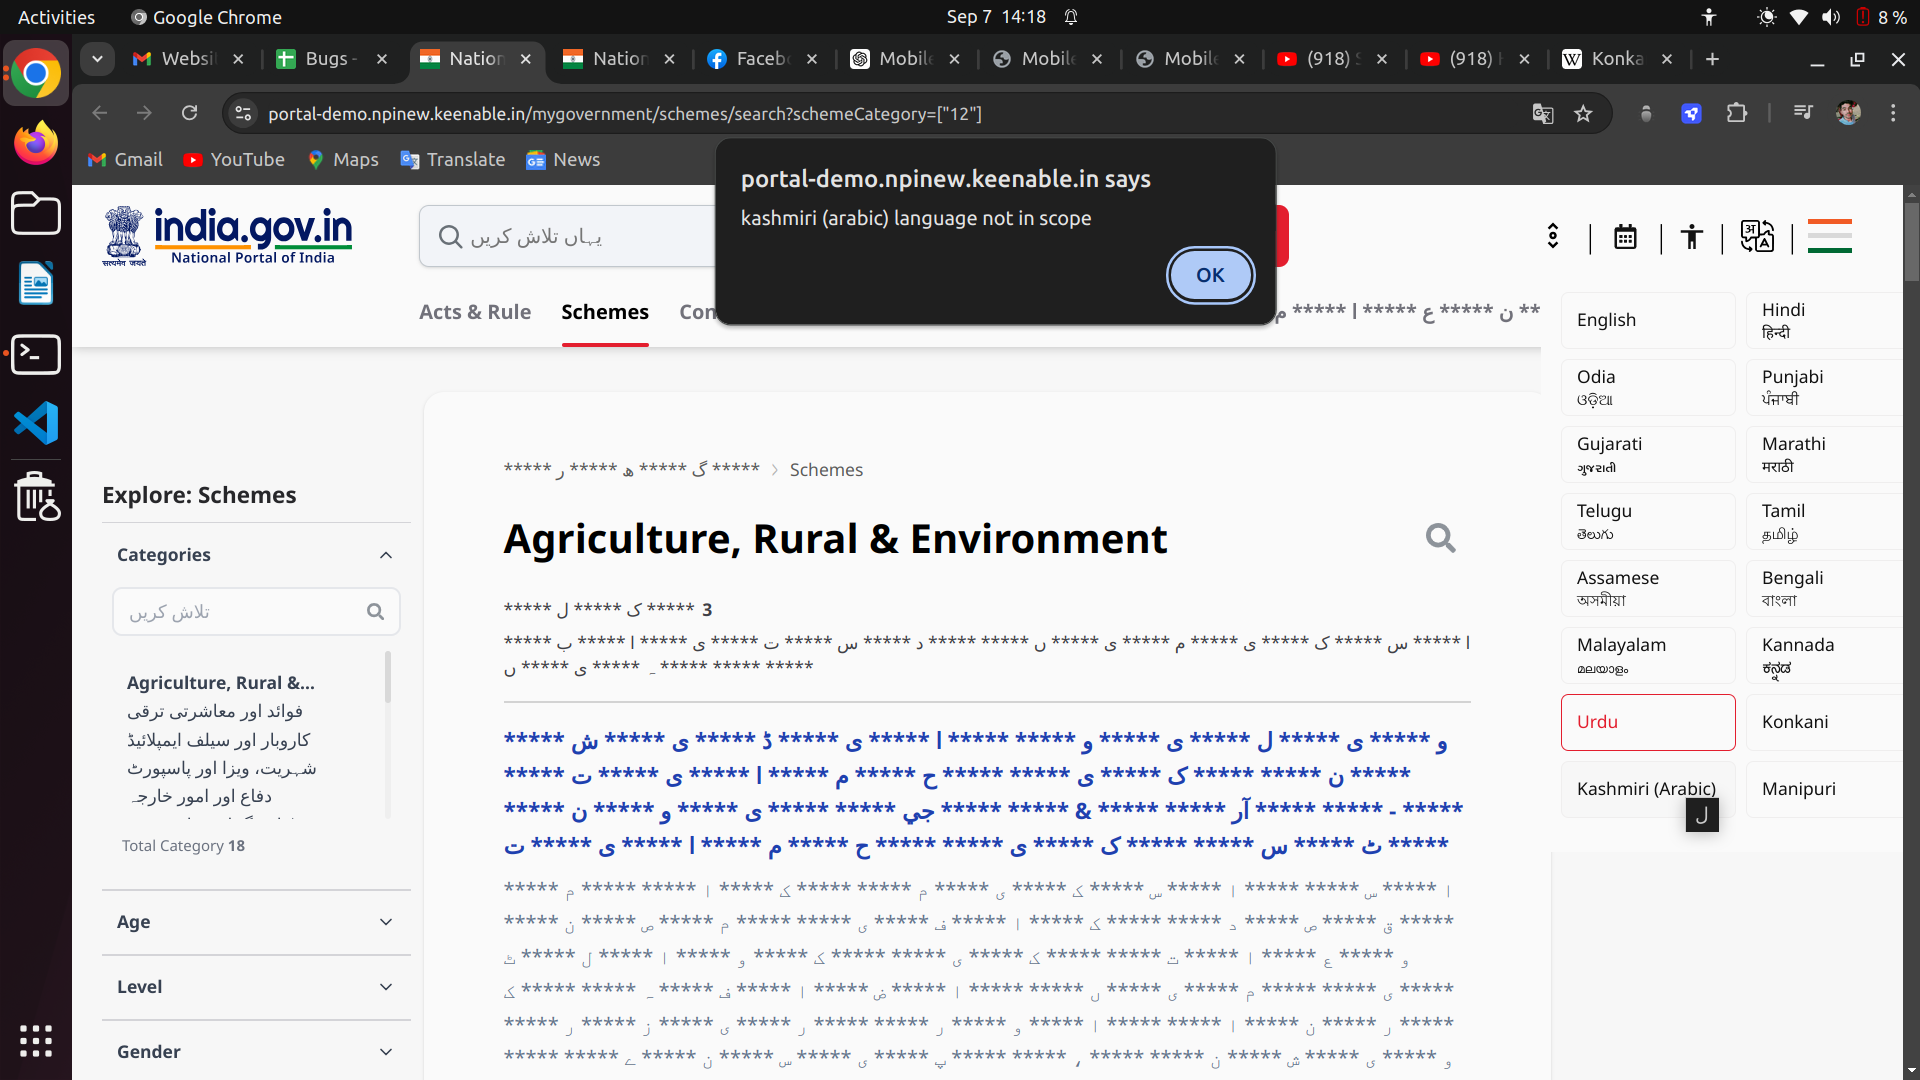 Activities
Google Chrome
Sep 7 14:18
8 %
Websi
Bugs -
Nation
Nation
Faceb
Mobile
Mobile
Mobile
(918) S
(918)
Konka
portal-demo.npinew.keenable.in/mygovernment/schemes/search?schemeCategory=["12"]
Gmail
YouTube
Maps
Translate
News
portal-demo.npinew.keenable.in says
kashmiri (arabic) language not in scope
OK
सत्यमेव जयते
india.gov.in
National Portal of India
یہاں تلاش کریں
Acts & Rule
Schemes
Con
م ***** ا ***** ع ***** ن **
English
Hindi
हिन्दी
Odia
ଓଡ଼ିଆ
Punjabi
ਪੰਜਾਬੀ
Gujarati
ગુજરાતી
Marathi
मराठी
Telugu
తెలుగు
Tamil
தமிழ்
Assamese
অসমীয়া
Bengali
বাংলা
Malayalam
മലയാളം
Kannada
ಕನ್ನಡ
Urdu
Konkani
Kashmiri (Arabic)
Manipuri
ل
Explore: Schemes
Categories
تلاش کریں
Agriculture, Rural &...
فوائد اور معاشرتی ترقی
کاروبار اور سیلف ایمپلائیڈ
شہریت، ویزا اور پاسپورٹ
دفاع اور امور خارجہ
Total Category 18
Age
Level
Gender
***** گ ***** ھ ***** ر *****
Schemes
Agriculture, Rural & Environment
***** ک ***** ل ***** 3
***** ب ***** ا ***** ی ***** ت ***** س ***** د ***** ***** ں ***** ی ***** م ***** ی ***** ک ***** س ***** ا
ں ***** ی ***** ہ ***** ***** *****
***** ش ***** ی ***** ڈ ***** ی ***** ا ***** ***** و ***** ی ***** ل ***** ی ***** و
***** ت ***** ی ***** ا ***** م ***** ح ***** ***** ی ***** ک ***** ***** ن *****
***** ن ***** و ***** ی ***** ***** جي ***** ***** & ***** ***** آر ***** ***** - *****
ت ***** ی ***** ا ***** م ***** ح ***** ***** ی ***** ک ***** ***** س ***** ٹ *****
***** م ***** ***** ا ***** ک ***** ***** م ***** ی ***** ک ***** س ***** ا ***** ***** س ***** ا
***** ن ***** ص ***** م ***** ***** ی ***** ف ***** ا ***** ک ***** ***** د ***** ص ***** ق *****
ٹ ***** ل ***** ا ***** و ***** ک ***** ***** ی ***** ک ***** ***** ت ***** ا ***** ع ***** و
ک ***** ***** ہ ***** ف ***** ا ***** ض ***** ا ***** ***** ں ***** ی ***** م ***** ***** ی *****
***** ر ***** ز ***** ی ***** ر ***** ***** ر ***** و ***** ا ***** ***** ا ***** ن ***** ر *****
***** ***** ے ***** ن ***** س ***** ی ***** پ ***** ***** ، ***** ***** ن ***** ش ***** ی ***** و